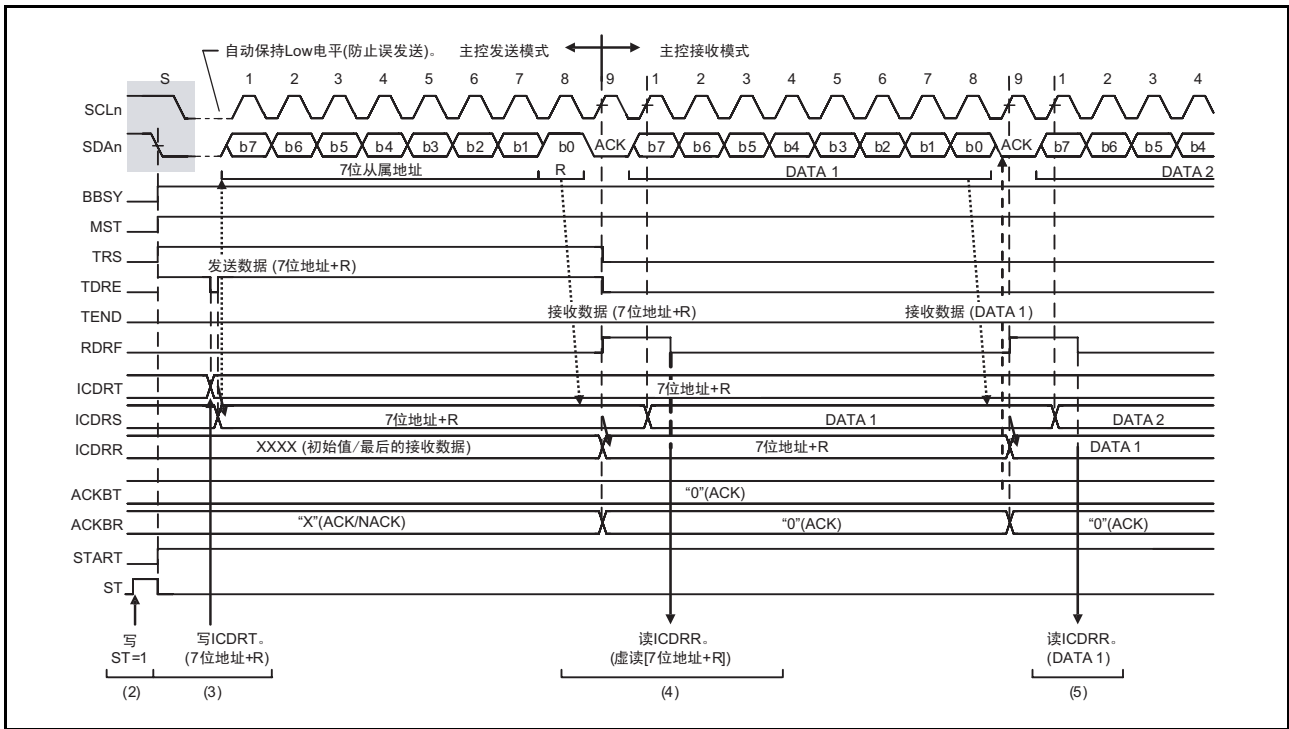 自动保持Low电平(防止误发送)。 主控发送模式 主控接收模式
S 1 2 3 4 5 6 7 8 9 1 2 3 4 5 6 7 8 9 1 2 3 4
SCLn
SDAn b7 b6 b5 b4 b3 b2 b1 b0 ACK b7 b6 b5 b4 b3 b2 b1 b0 ACK b7 b6 b5 b4
7位从属地址 R DATA 1 DATA 2
BBSY
MST
TRS
发送数据 (7位地址+R)
TDRE
接收数据 (7位地址+R) 接收数据 (DATA 1)
TEND
RDRF
ICDRT 7位地址+R
ICDRS 7位地址+R DATA 1 DATA 2
ICDRR XXXX (初始值/最后的接收数据) 7位地址+R DATA 1
ACKBT “0”(ACK)
ACKBR “X”(ACK/NACK) “0”(ACK) “0”(ACK)
START
ST
写 写ICDRT。 读ICDRR。 读ICDRR。
ST=1 (7位地址+R) (虚读[7位地址+R]) (DATA 1)
(2) (3) (4) (5)